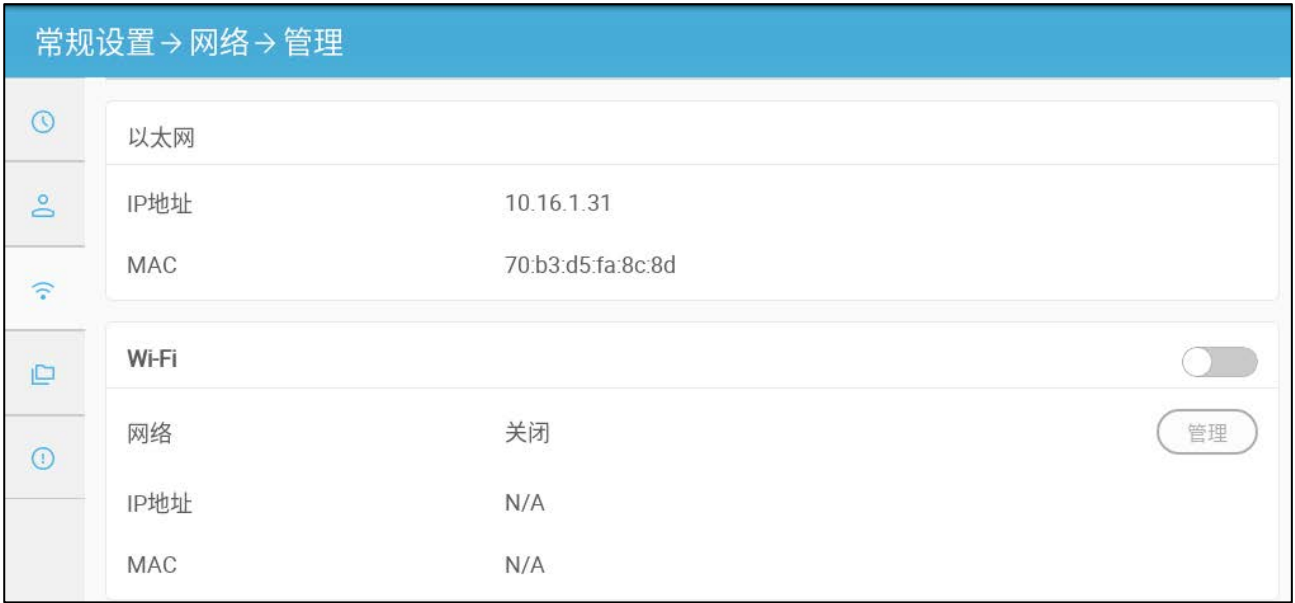 常规设置→网络→管理
以太网
IP地址 10.16.1.31
MAC 70:b3:d5:fa:8c:8d
Wi-Fi
网络 关闭 管理
IP地址 N/A
MAC N/A